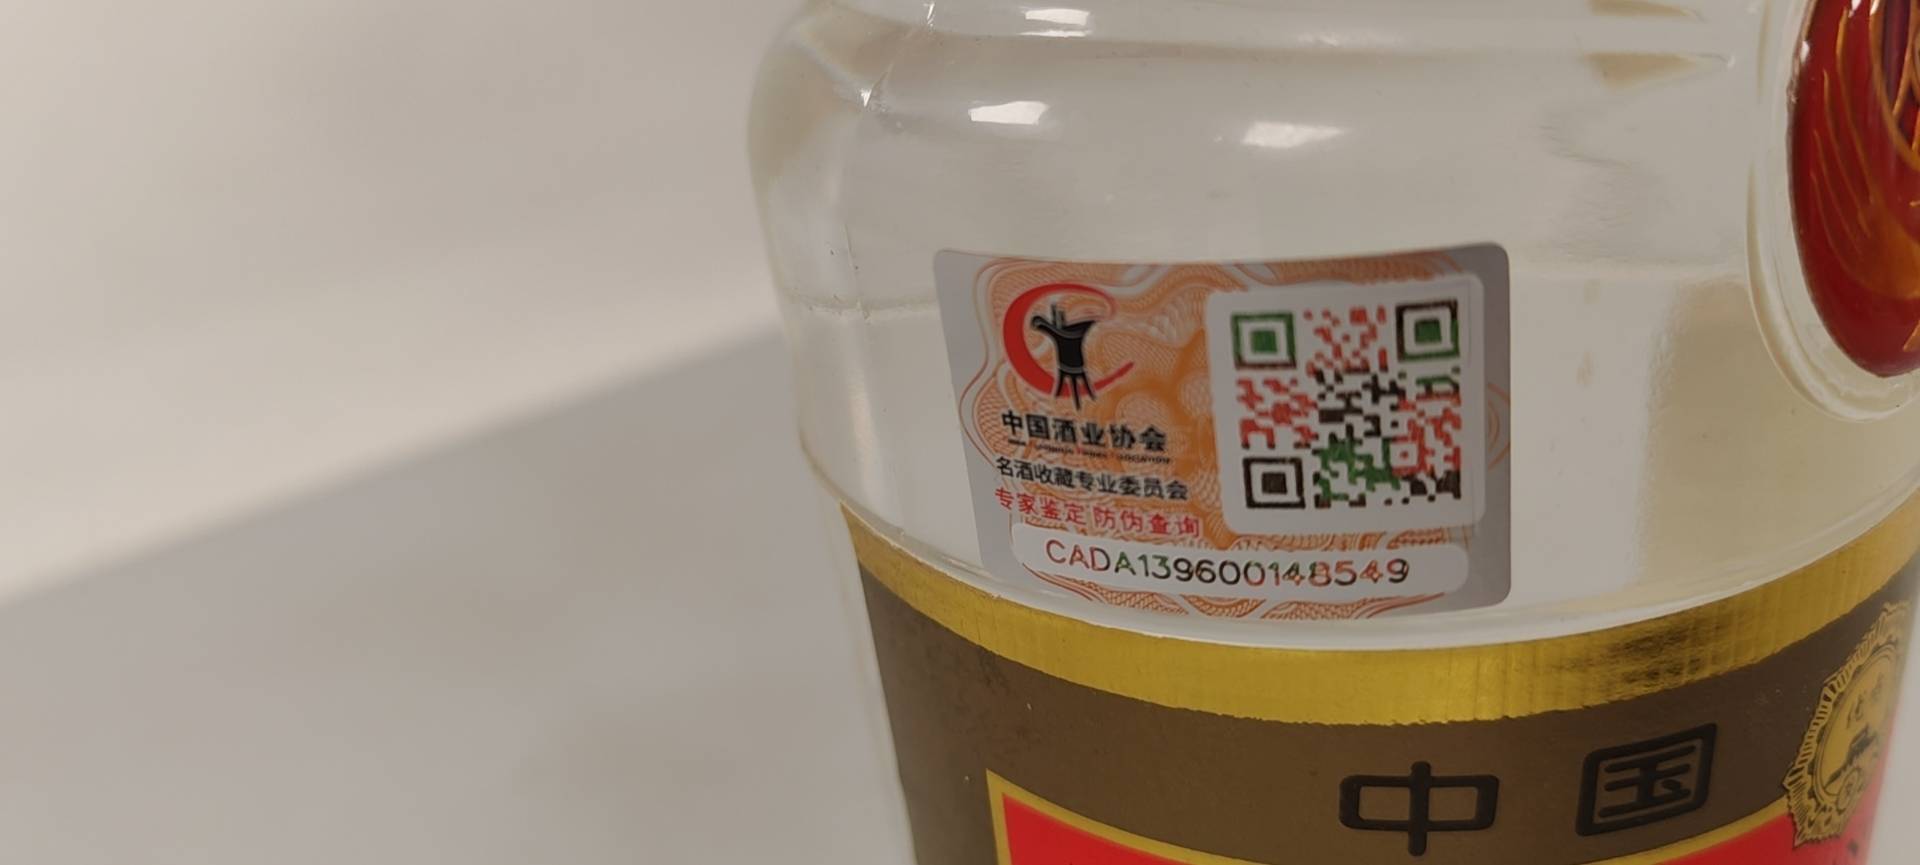 中国酒业协会
名酒收藏专业委员会
专家鉴定 防伪查询
CADA139600148549
中国